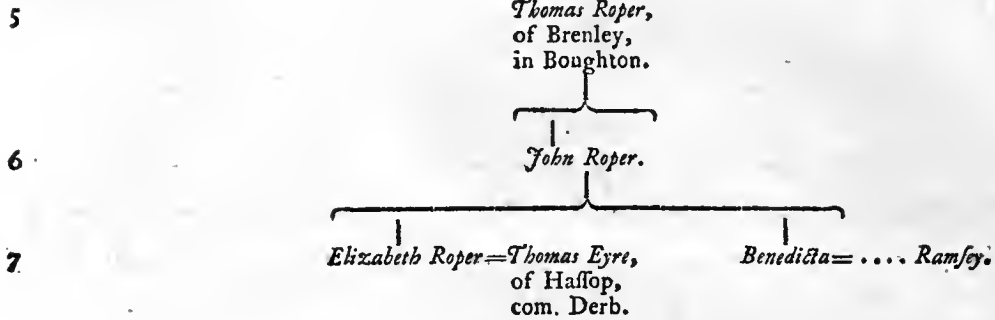 5 Thomas Roper,
of Brenley,
in Boughton.
6 John Roper.
7 Elizabeth Roper=Thomas Eyre, Benedicta= .... Ramſey.
of Haſſop,
com. Derb.